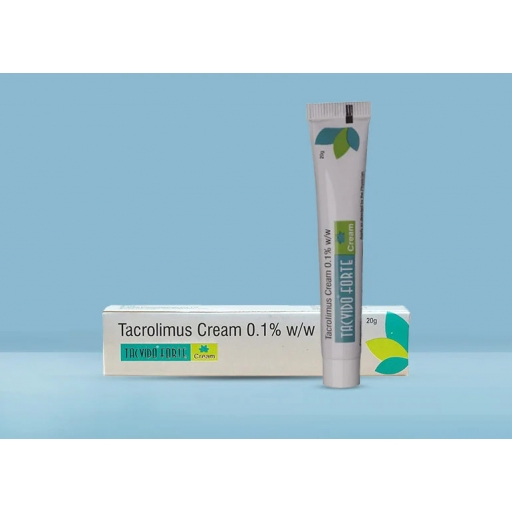 20g
Tacrolimus Cream 0.1% w/w
TACVIDO FORTE
Cream
Tacrolimus Cream 0.1% w/w
20g
TACVIDO FORTE
Cream